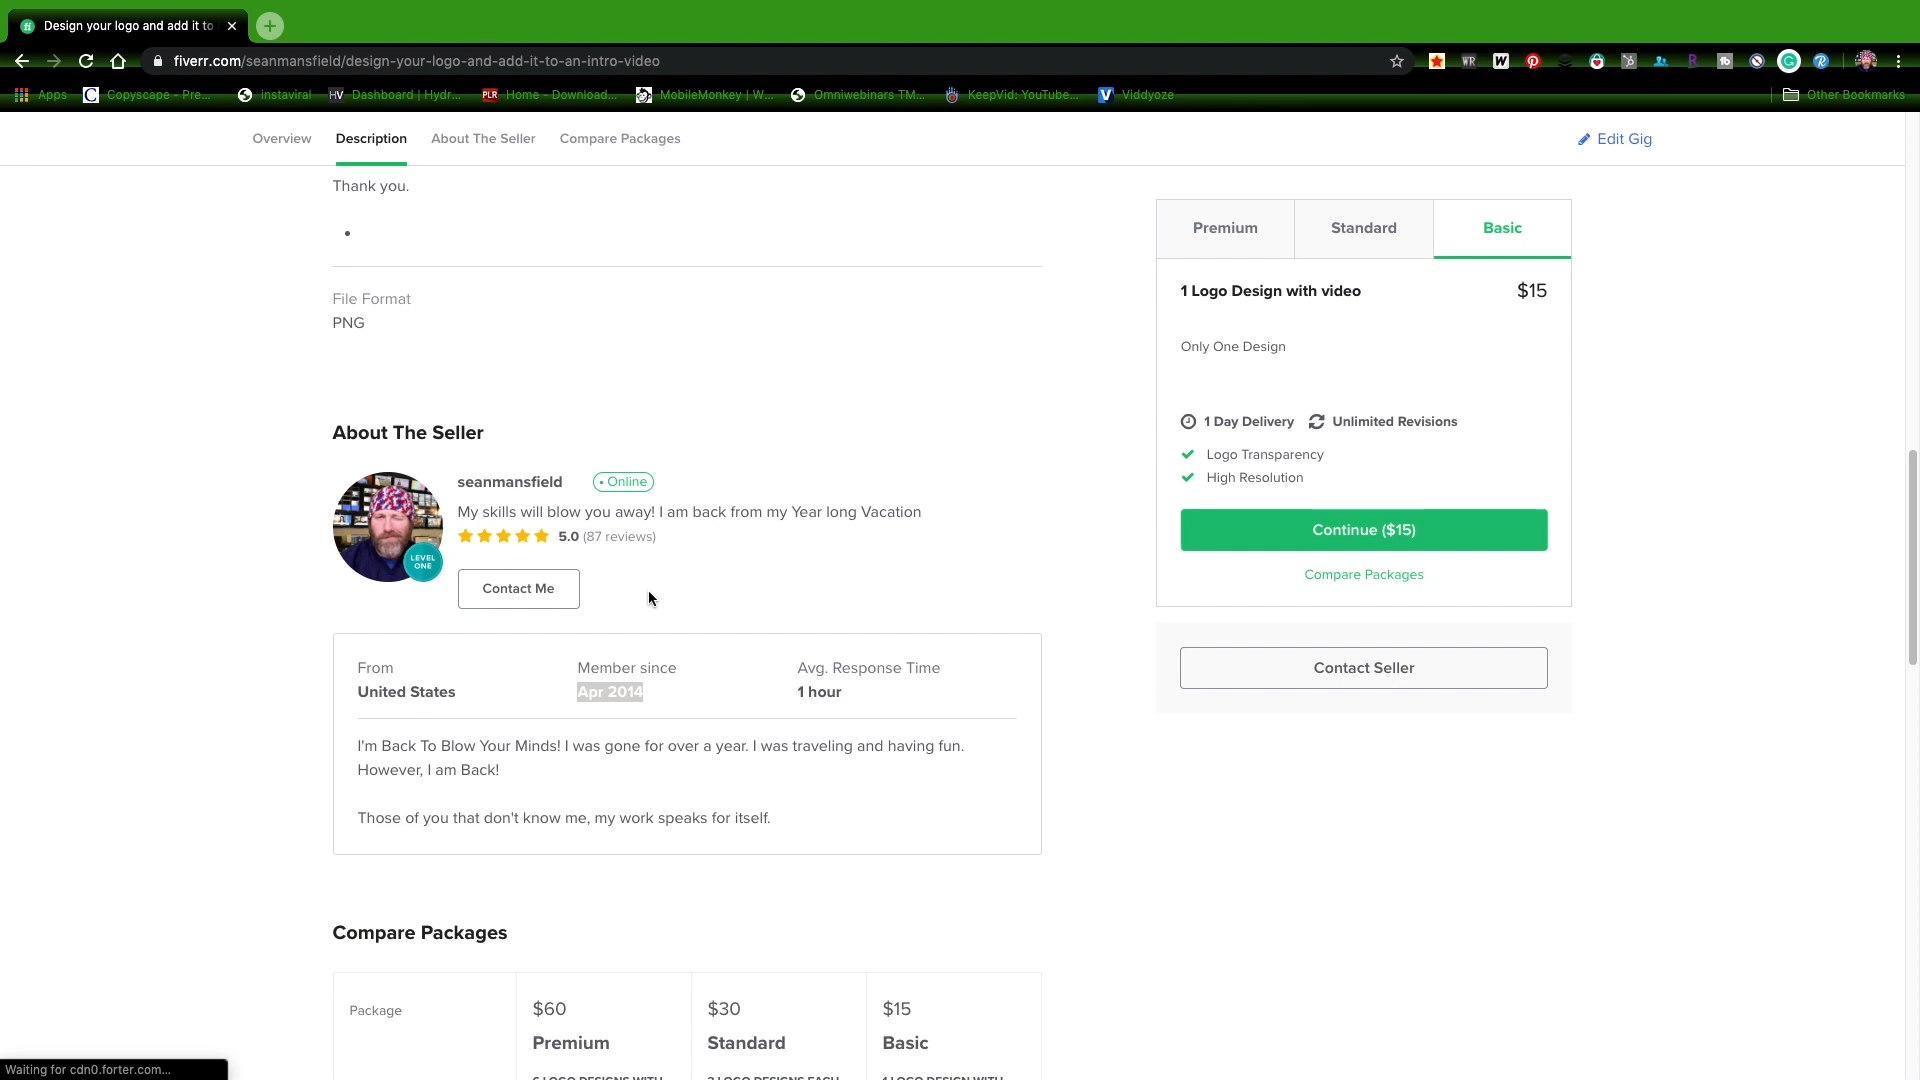 Design your logo and add it to
fiverr.com/seanmansfield/design-your-logo-and-add-it-to-an-intro-video
Apps Copyscape - Pre... instaviral Dashboard | Hydr... Home - Download... MobileMonkey | W... Omniwebinars TM... KeepVid: YouTube... Viddyoze Other Bookmarks
Overview Description About The Seller Compare Packages Edit Gig
Thank you.
•
File Format
PNG
Premium Standard Basic
1 Logo Design with video $15
Only One Design
1 Day Delivery Unlimited Revisions
Logo Transparency
High Resolution
Continue ($15)
Compare Packages
Contact Seller
About The Seller
seanmansfield • Online
My skills will blow you away! I am back from my Year long Vacation
5.0 (87 reviews)
LEVEL
ONE
Contact Me
From Member since Avg. Response Time
United States Apr 2014 1 hour
I'm Back To Blow Your Minds! I was gone for over a year. I was traveling and having fun.
However, I am Back!
Those of you that don't know me, my work speaks for itself.
Compare Packages
Package $60 $30 $15
Premium Standard Basic
Waiting for cdn0.forter.com...